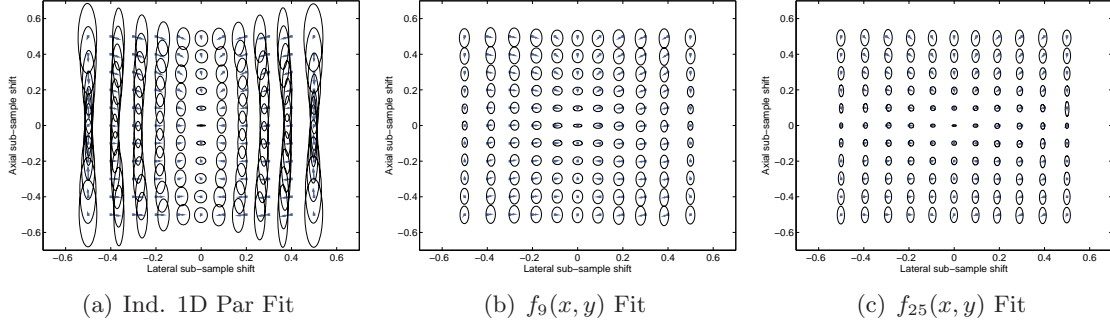 0.6
0.4
0.2
0
−0.2
−0.4
−0.6
Axial sub−sample shift
−0.6 −0.4 −0.2 0 0.2 0.4 0.6
Lateral sub−sample shift
(a) Ind. 1D Par Fit
0.6
0.4
0.2
0
−0.2
−0.4
−0.6
Axial sub−sample shift
−0.6 −0.4 −0.2 0 0.2 0.4 0.6
Lateral sub−sample shift
(b) f₉(x, y) Fit
0.6
0.4
0.2
0
−0.2
−0.4
−0.6
Axial sub−sample shift
−0.6 −0.4 −0.2 0 0.2 0.4 0.6
Lateral sub−sample shift
(c) f₂₅(x, y) Fit